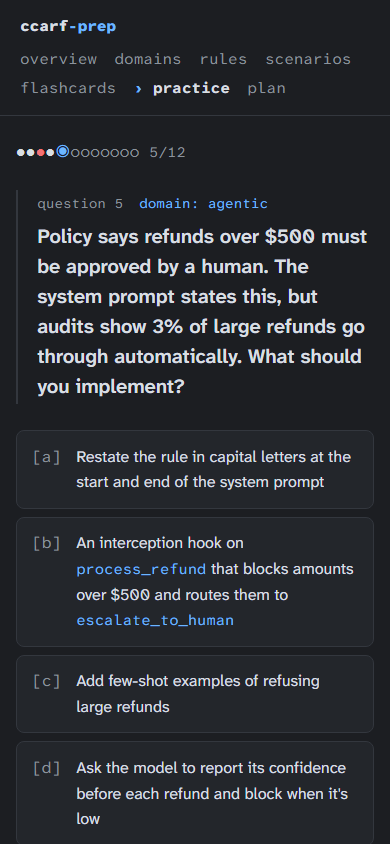 ccarf-prep
overview domains rules scenarios
flashcards › practice plan
5/12
question 5 domain: agentic
Policy says refunds over $500 must
be approved by a human. The
system prompt states this, but
audits show 3% of large refunds go
through automatically. What should
you implement?
[a] Restate the rule in capital letters at the
start and end of the system prompt
[b] An interception hook on
process_refund that blocks amounts
over $500 and routes them to
escalate_to_human
[c] Add few-shot examples of refusing
large refunds
[d] Ask the model to report its confidence
before each refund and block when it's
low